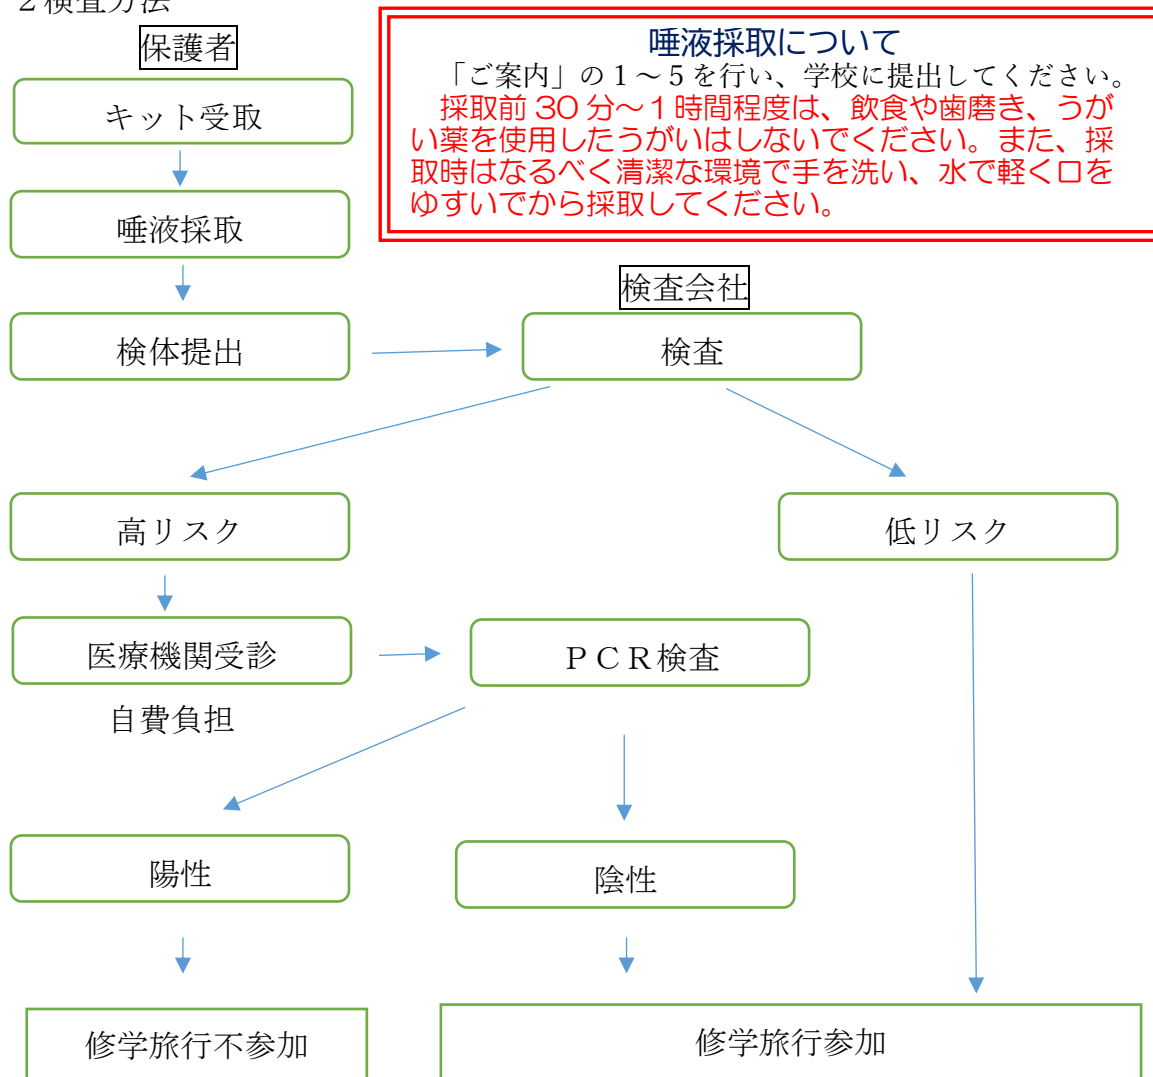 ２検査方法
保護者
唾液採取について
「ご案内」の１～５を行い、学校に提出してください。
採取前 30 分～１時間程度は、飲食や歯磨き、うが
い薬を使用したうがいはしないでください。また、採
取時はなるべく清潔な環境で手を洗い、水で軽く口を
ゆすいでから採取してください。
キット受取
唾液採取
検査会社
検体提出
検査
高リスク
低リスク
医療機関受診
ＰＣＲ検査
自費負担
陽性
陰性
修学旅行不参加
修学旅行参加